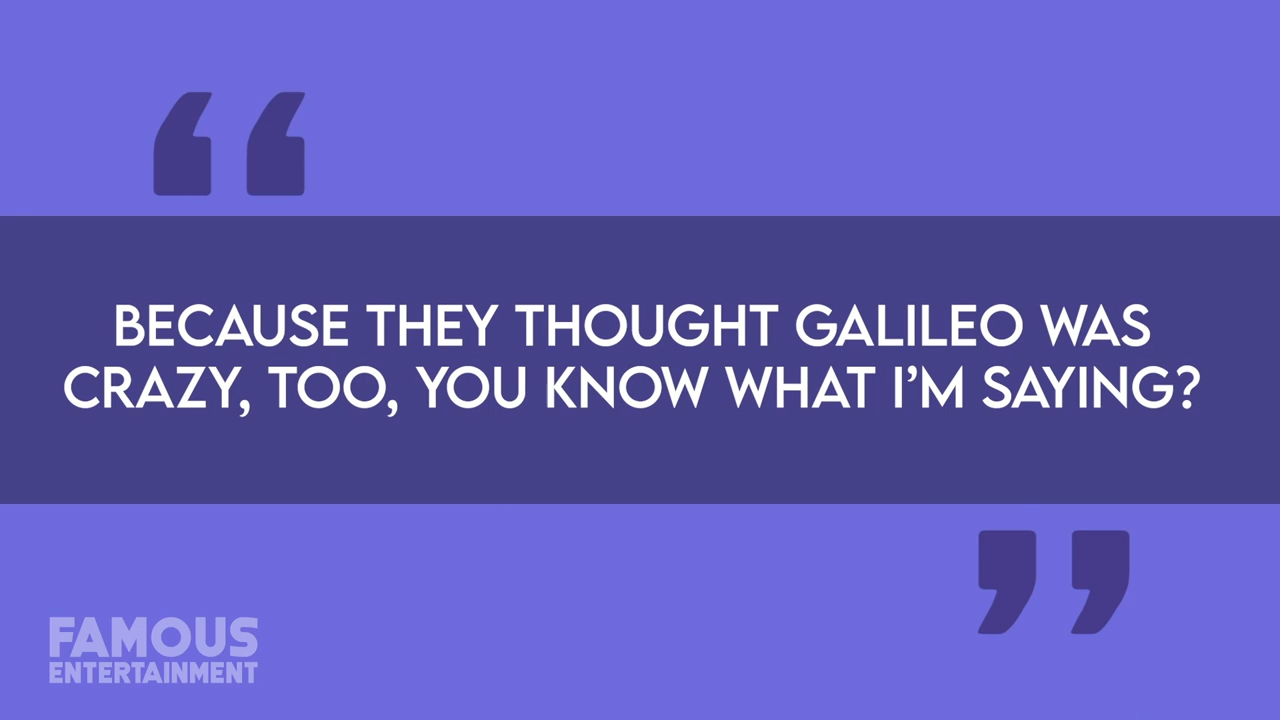 “
BECAUSE THEY THOUGHT GALILEO WAS
CRAZY, TOO, YOU KNOW WHAT I’M SAYING?
”
FAMOUS
ENTERTAINMENT